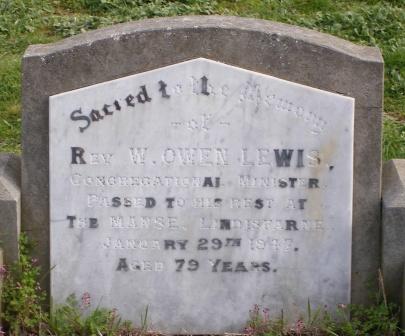 Sacred to the Memory
- of -
REV. W. OWEN LEWIS,
CONGREGATIONAL MINISTER.
PASSED TO HIS REST AT
THE MANSE, LINDISFARNE,
JANUARY 29TH 1947.
AGED 79 YEARS.